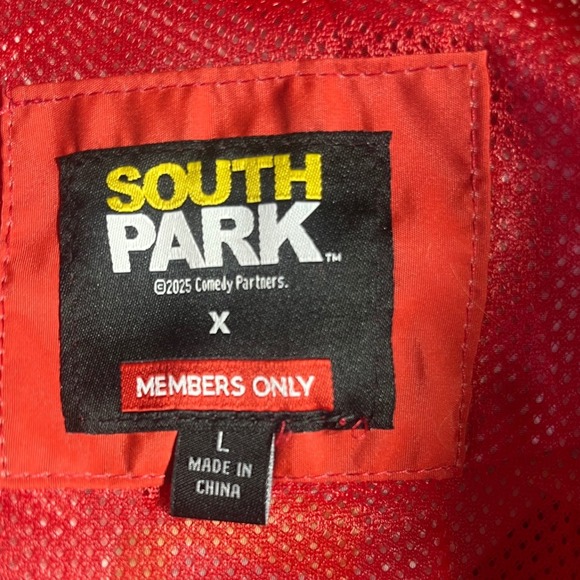 SOUTH
PARK™
©2025 Comedy Partners.
X
MEMBERS ONLY
L
MADE IN
CHINA